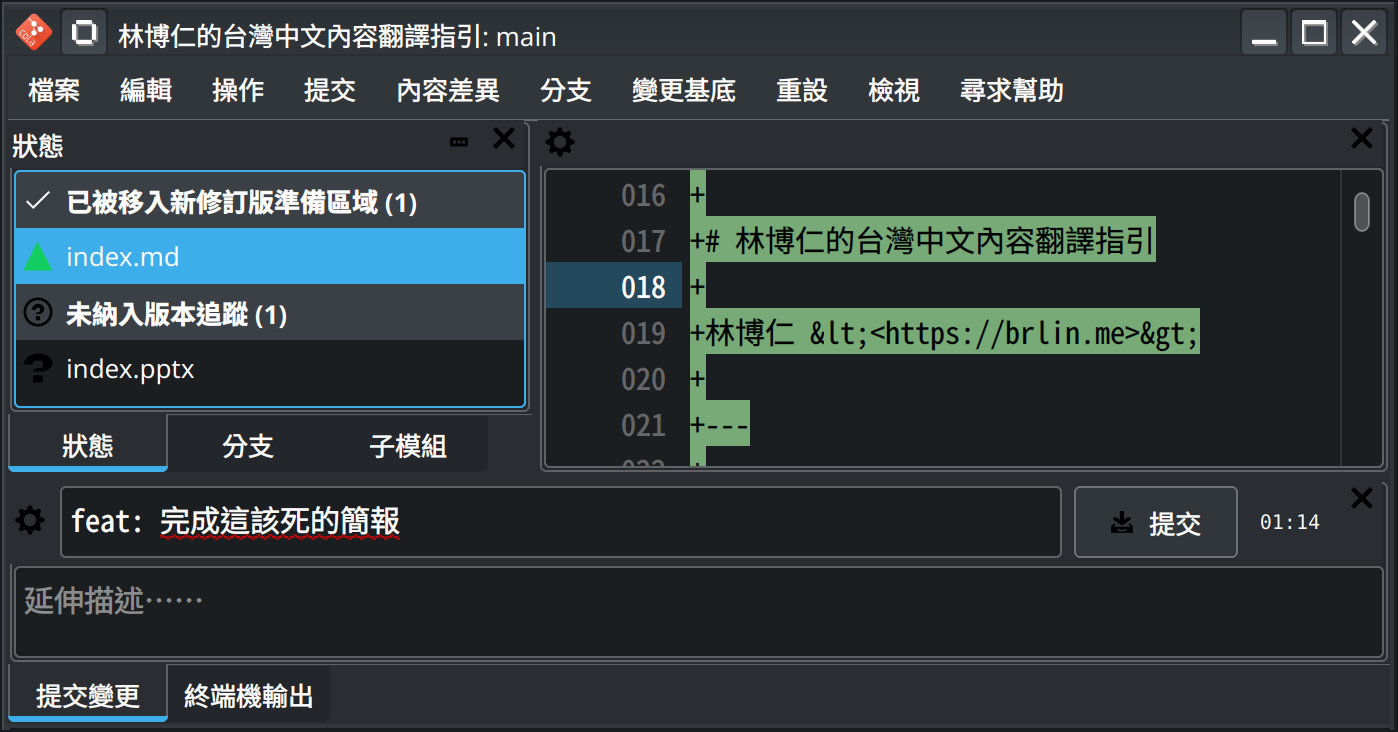 cola
林博仁的台灣中文內容翻譯指引: main
檔案 編輯 操作 提交 內容差異 分支 變更基底 重設 檢視 尋求幫助
狀態
已被移入新修訂版準備區域 (1)
index.md
未納入版本追蹤 (1)
index.pptx
狀態 分支 子模組
016 +
017 +# 林博仁的台灣中文內容翻譯指引
018 +
019 +林博仁 &lt;<https://brlin.me>&gt;
020 +
021 +---
feat: 完成這該死的簡報
提交 01:14
延伸描述……
提交變更 終端機輸出